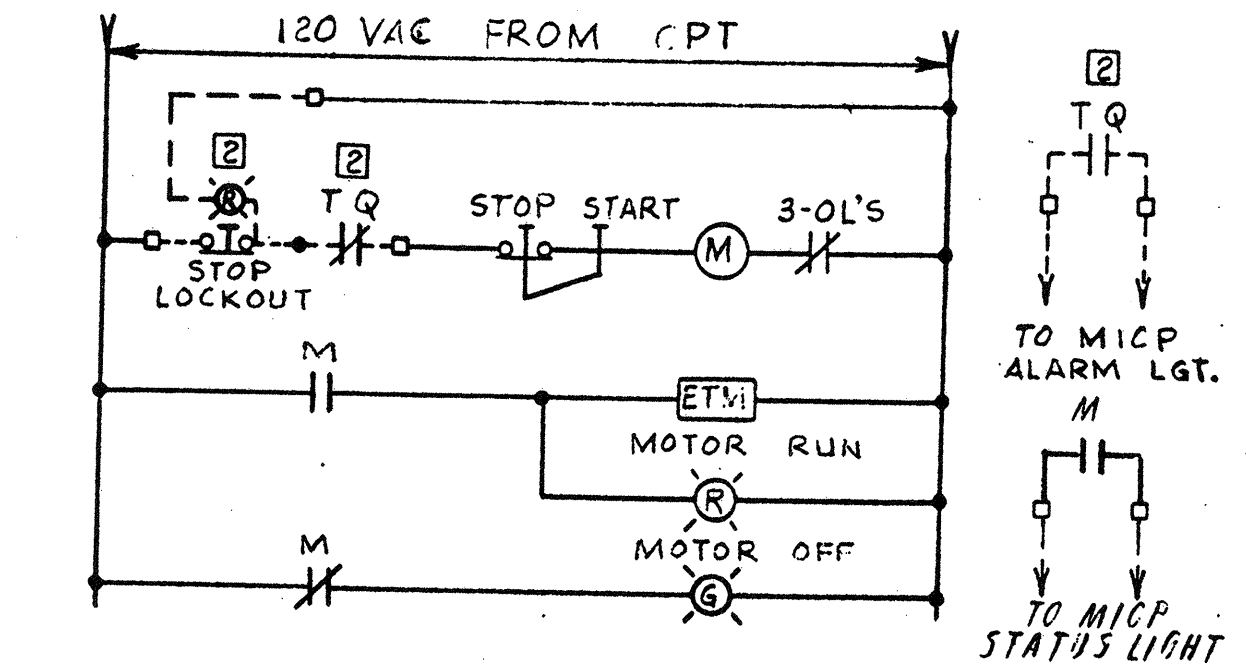 120 VAC FROM CPT
2
T Q
2
2
R
T Q
STOP START
3-OL'S
M
STOP
LOCKOUT
TO MICP
ALARM LGT.
M
M
ETM
MOTOR RUN
R
M
MOTOR OFF
G
TO MICP
STATUS LIGHT